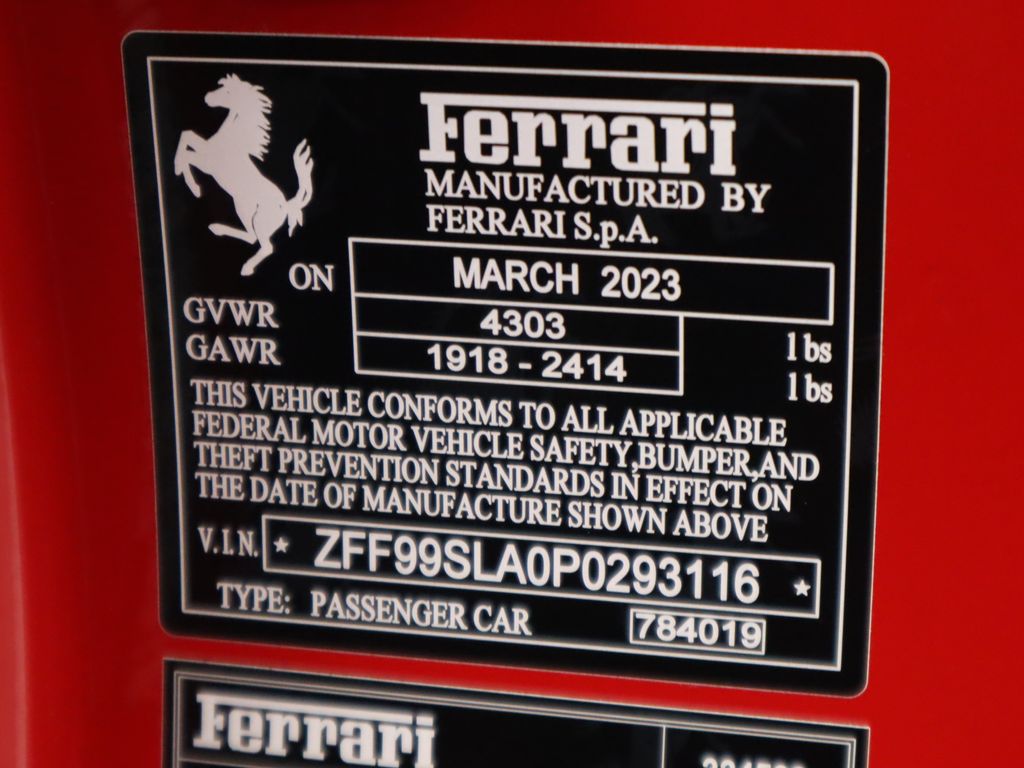 Ferrari
MANUFACTURED BY
FERRARI S.p.A.
ON MARCH 2023
GVWR 4303 lbs
GAWR 1918 - 2414 lbs
THIS VEHICLE CONFORMS TO ALL APPLICABLE
FEDERAL MOTOR VEHICLE SAFETY,BUMPER,AND
THEFT PREVENTION STANDARDS IN EFFECT ON
THE DATE OF MANUFACTURE SHOWN ABOVE
V.I.N. * ZFF99SLA0P0293116 *
TYPE: PASSENGER CAR 784019
Ferrari